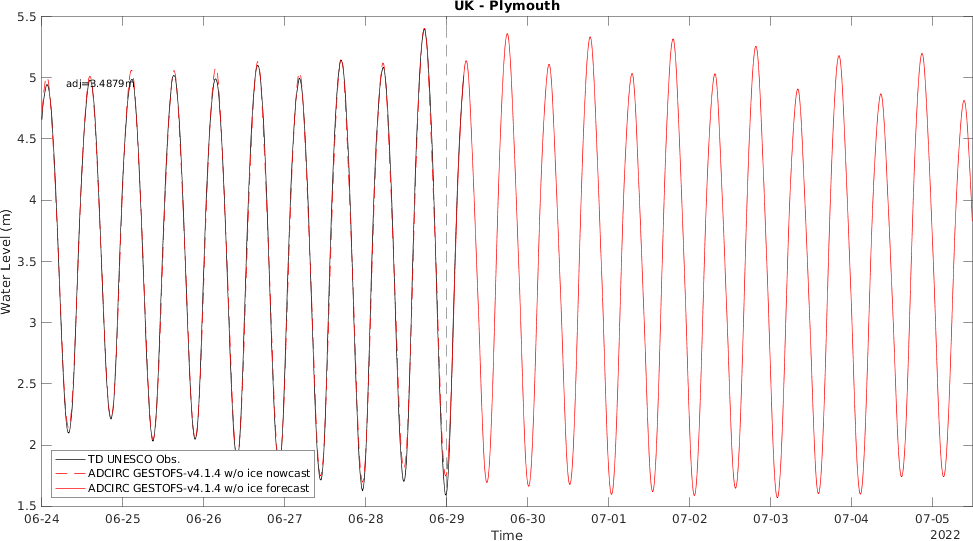 UK - Plymouth
5.5
5
4.5
4
3.5
3
2.5
2
1.5
Water Level (m)
adj=3.4879m
TD UNESCO Obs.
ADCIRC GESTOFS-v4.1.4 w/o ice nowcast
ADCIRC GESTOFS-v4.1.4 w/o ice forecast
06-24 06-25 06-26 06-27 06-28 06-29 06-30 07-01 07-02 07-03 07-04 07-05
Time
2022